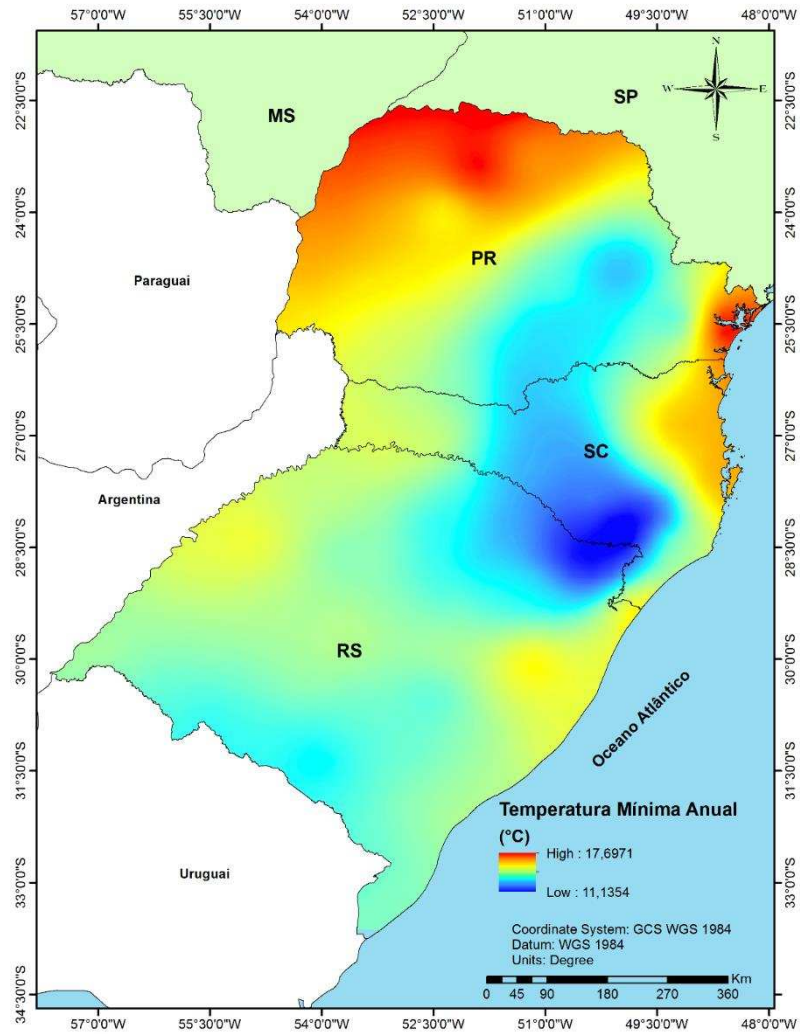 57°0'0"W 55°30'0"W 54°0'0"W 52°30'0"W 51°0'0"W 49°30'0"W 48°0'0"W
N
W E
S
SP
MS
22°30'0"S 22°30'0"S
24°0'0"S 24°0'0"S
PR
Paraguai
25°30'0"S 25°30'0"S
27°0'0"S 27°0'0"S
SC
Argentina
28°30'0"S 28°30'0"S
RS
30°0'0"S 30°0'0"S
Oceano Atlântico
31°30'0"S 31°30'0"S
Temperatura Mínima Anual
(°C)
High : 17,6971
Low : 11,1354
Uruguai
33°0'0"S 33°0'0"S
Coordinate System: GCS WGS 1984
Datum: WGS 1984
Units: Degree
Km
0 45 90 180 270 360
34°30'0"S 34°30'0"S
57°0'0"W 55°30'0"W 54°0'0"W 52°30'0"W 51°0'0"W 49°30'0"W 48°0'0"W